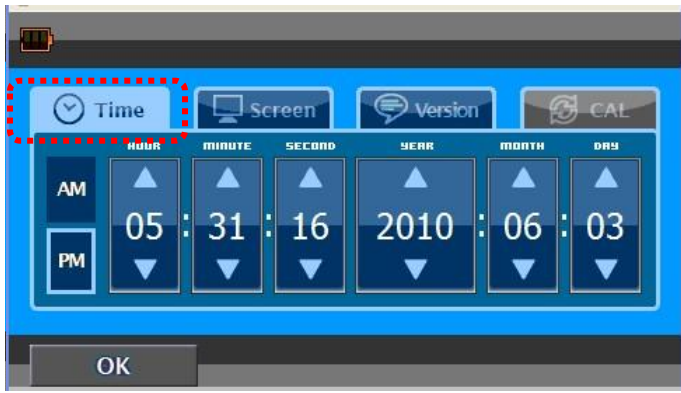 Time Screen Version CAL
HOUR MINUTE SECOND YEAR MONTH DAY
AM
05 : 31 : 16 2010 : 06 : 03
PM
OK